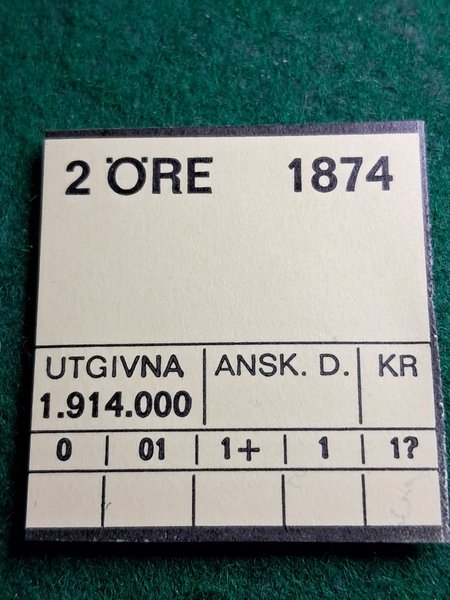 2 ÖRE 1874
UTGIVNA ANSK. D. KR
1.914.000
0 01 1+ 1 1?